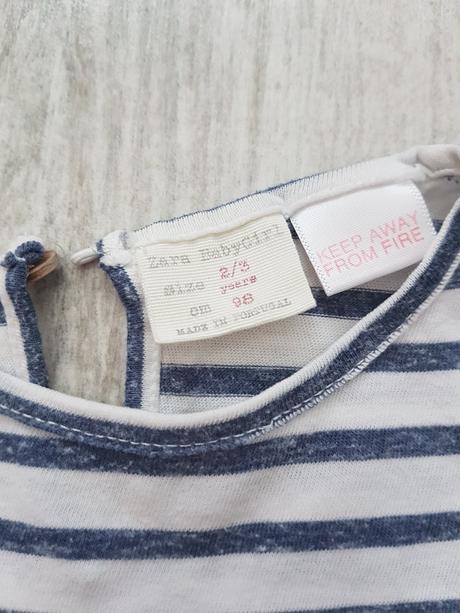 Zara BabyGirl
size 2/3 years
cm 98
MADE IN PORTUGAL
KEEP AWAY
FROM FIRE